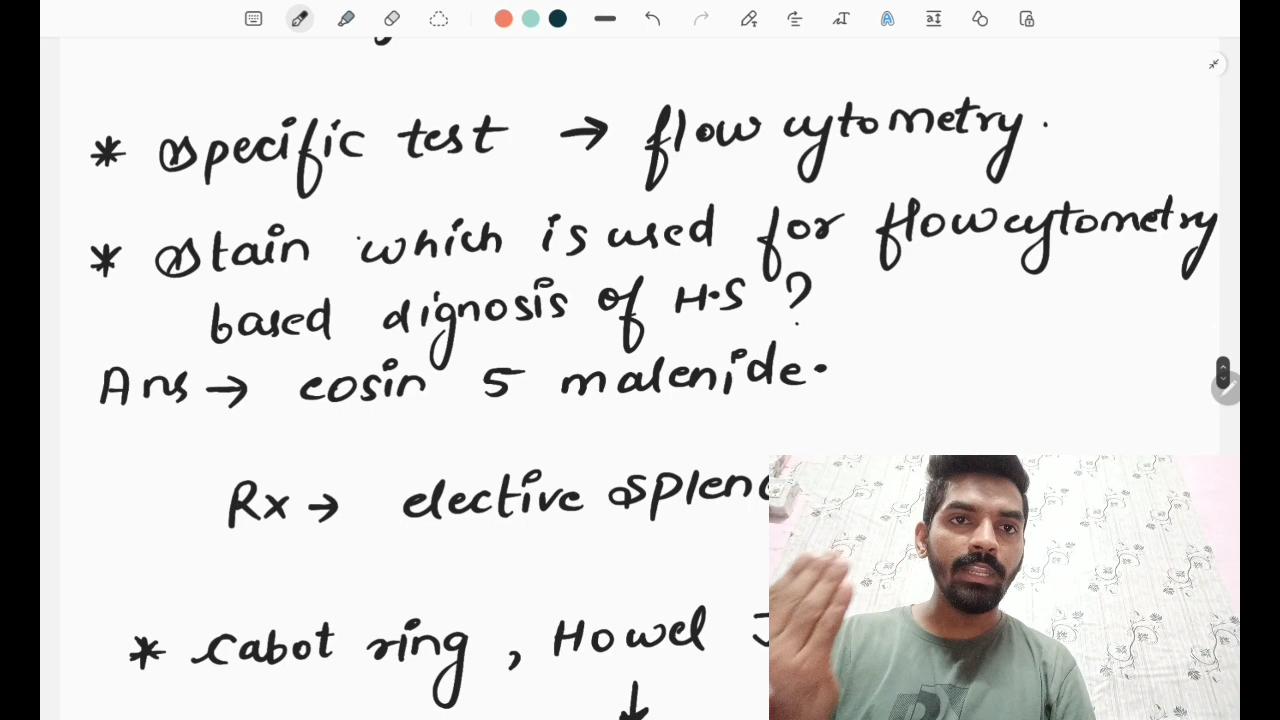 * specific test → flow cytometry.
* stain which is used for flowcytometry
based dignosis of H.S ?
Ans → eosin 5 malenide.
Rx → elective
* cabot ring, Howel
↓